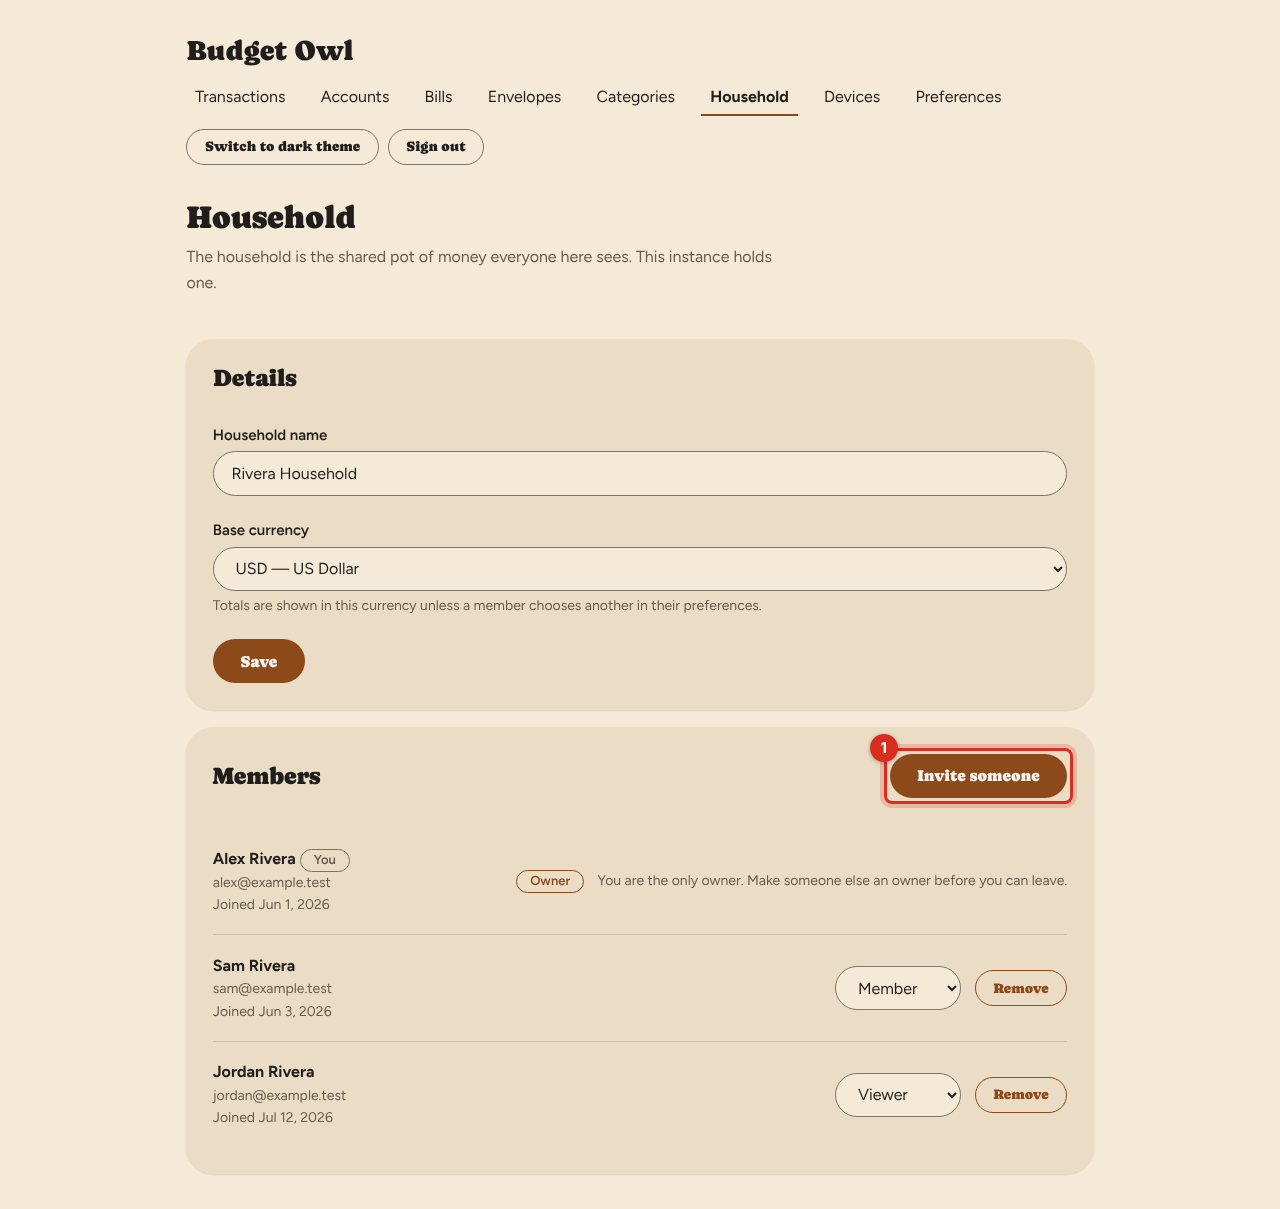 Budget Owl
Transactions Accounts Bills Envelopes Categories Household Devices Preferences
Switch to dark theme Sign out
Household
The household is the shared pot of money everyone here sees. This instance holds
one.
Details
Household name
Rivera Household
Base currency
USD — US Dollar
Totals are shown in this currency unless a member chooses another in their preferences.
Save
1
Members Invite someone
Alex Rivera You
alex@example.test
Joined Jun 1, 2026
Owner You are the only owner. Make someone else an owner before you can leave.
Sam Rivera
sam@example.test
Joined Jun 3, 2026
Member Remove
Jordan Rivera
jordan@example.test
Joined Jul 12, 2026
Viewer Remove